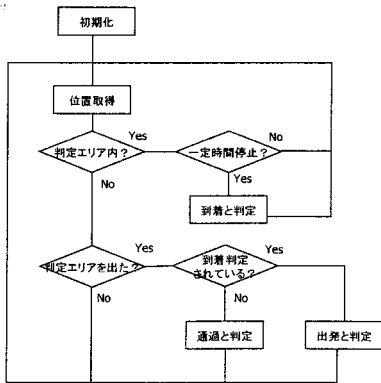 初期化
位置取得
判定エリア内?
Yes
No
一定時間停止?
No
Yes
到着と判定
判定エリアを出た?
Yes
No
到着判定
されている?
Yes
No
通過と判定
出発と判定